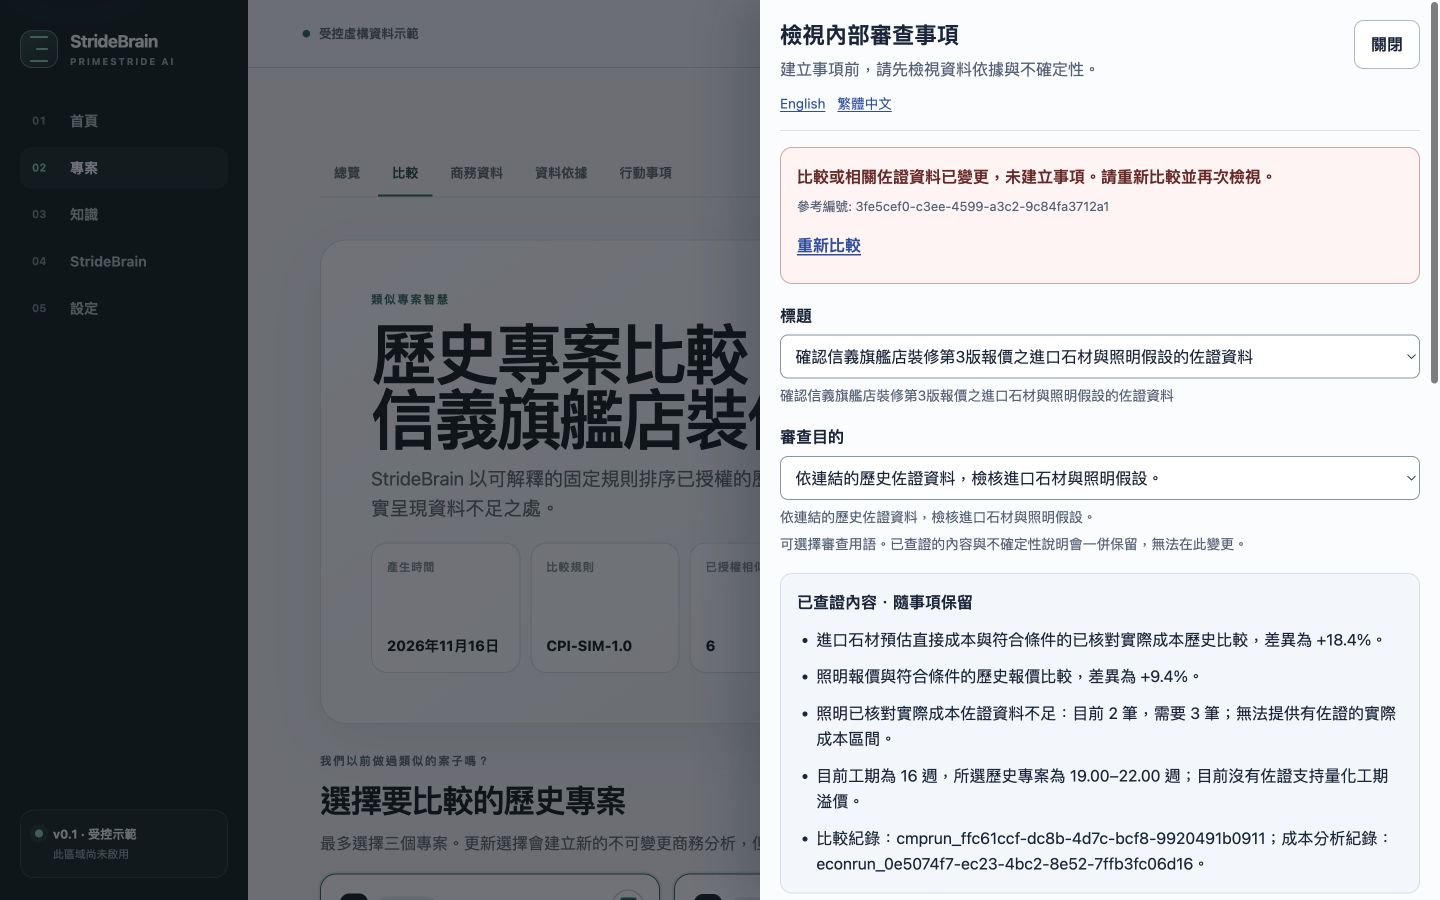 StrideBrain
PRIMESTRIDE AI
01 首頁
02 專案
03 知識
04 StrideBrain
05 設定
v0.1 · 受控示範
此區域尚未啟用
受控虛構資料示範
總覽 比較 商務資料 資料依據 行動事項
類似專案智慧
歷史專案比較
信義旗艦店裝
StrideBrain 以可解釋的固定規則排序已授權的
實呈現資料不足之處。
產生時間
2026年11月16日
比較規則
CPI-SIM-1.0
已授權相
6
我們以前做過類似的案子嗎？
選擇要比較的歷史專案
最多選擇三個專案。更新選擇會建立新的不可變更商務分析，
檢視內部審查事項
建立事項前，請先檢視資料依據與不確定性。
English 繁體中文
關閉
比較或相關佐證資料已變更，未建立事項。請重新比較並再次檢視。
參考編號: 3fe5cef0-c3ee-4599-a3c2-9c84fa3712a1
重新比較
標題
確認信義旗艦店裝修第3版報價之進口石材與照明假設的佐證資料
確認信義旗艦店裝修第3版報價之進口石材與照明假設的佐證資料
審查目的
依連結的歷史佐證資料，檢核進口石材與照明假設。
依連結的歷史佐證資料，檢核進口石材與照明假設。
可選擇審查用語。已查證的內容與不確定性說明會一併保留，無法在此變更。
已查證內容 · 隨事項保留
• 進口石材預估直接成本與符合條件的已核對實際成本歷史比較，差異為 +18.4%。
• 照明報價與符合條件的歷史報價比較，差異為 +9.4%。
• 照明已核對實際成本佐證資料不足：目前 2 筆，需要 3 筆；無法提供有佐證的實際
成本區間。
• 目前工期為 16 週，所選歷史專案為 19.00–22.00 週；目前沒有佐證支持量化工期
溢價。
• 比較紀錄：cmprun_ffc61ccf-dc8b-4d7c-bcf8-9920491b0911；成本分析紀錄：
econrun_0e5074f7-ec23-4bc2-8e52-7ffb3fc06d16。